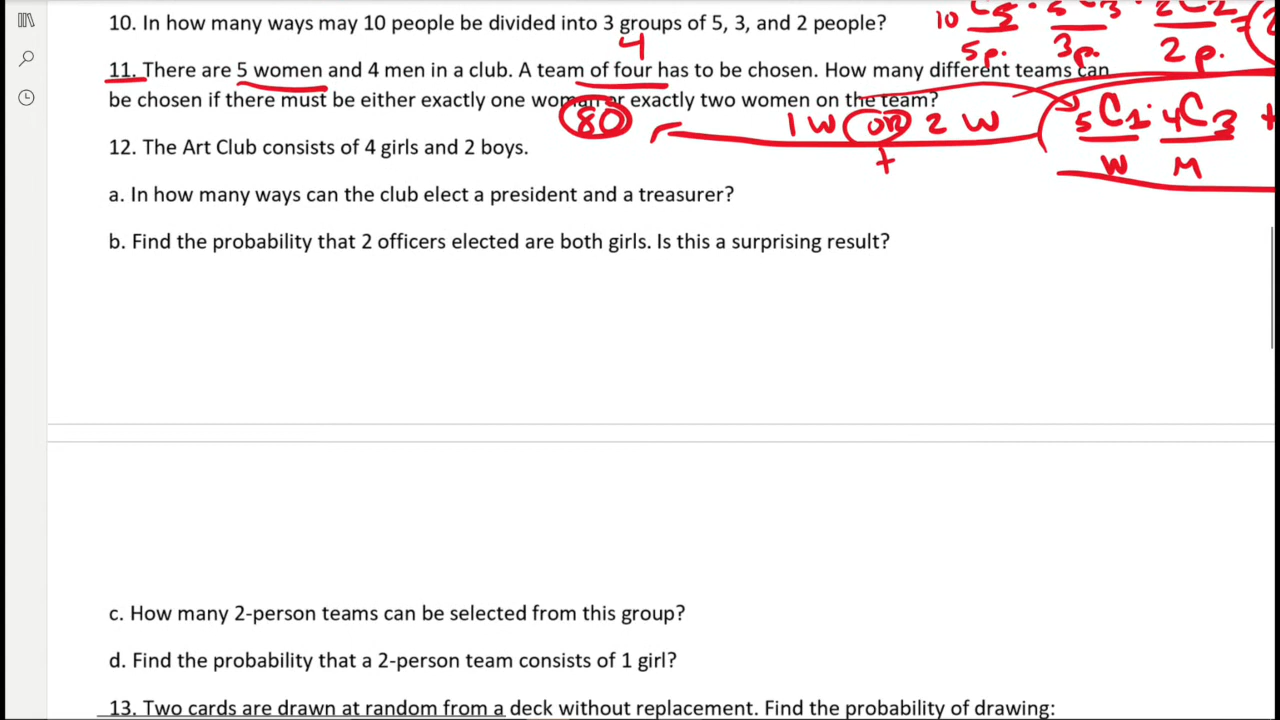 10. In how many ways may 10 people be divided into 3 groups of 5, 3, and 2 people?
10C5 · 5C3 · 2C2 =
5p. 3p. 2 p.
4
11. There are 5 women and 4 men in a club. A team of four has to be chosen. How many different teams can
be chosen if there must be either exactly one woman or exactly two women on the team?
80 1 W OR 2 W 5C1 · 4C3 +
+ W M
12. The Art Club consists of 4 girls and 2 boys.
a. In how many ways can the club elect a president and a treasurer?
b. Find the probability that 2 officers elected are both girls. Is this a surprising result?
c. How many 2-person teams can be selected from this group?
d. Find the probability that a 2-person team consists of 1 girl?
13. Two cards are drawn at random from a deck without replacement. Find the probability of drawing: